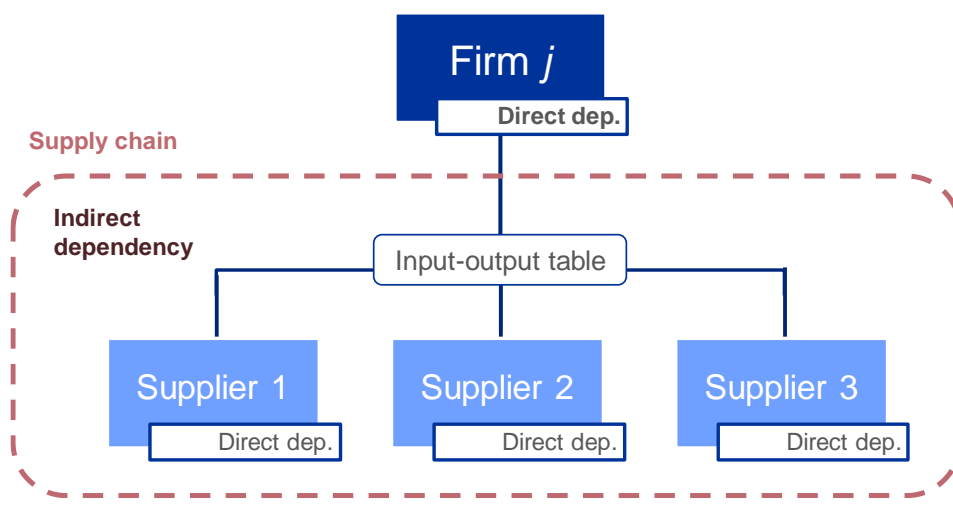 Firm j
Direct dep.
Supply chain
Indirect
dependency
Input-output table
Supplier 1
Supplier 2
Supplier 3
Direct dep.
Direct dep.
Direct dep.